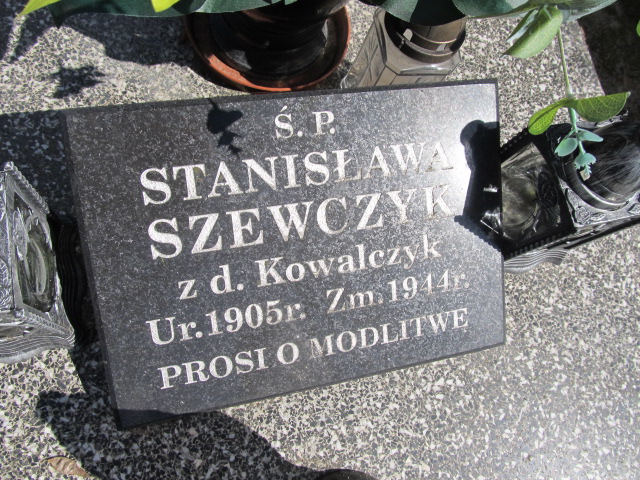 Ś. P.
STANISŁAWA
SZEWCZYK
z d. Kowalczyk
Ur. 1905r. Zm. 1944r.
PROSI O MODLITWE